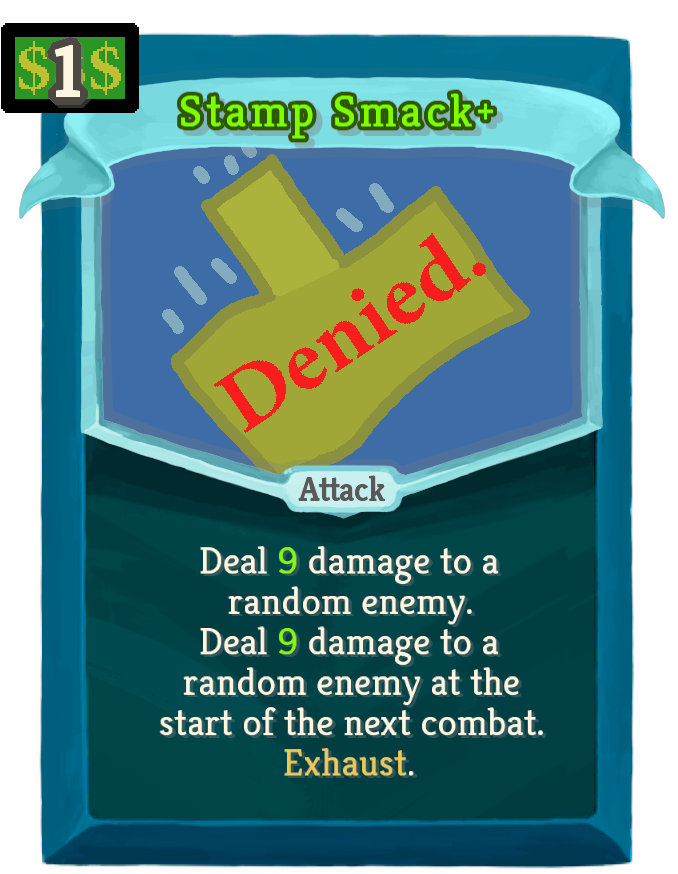 $1$
Stamp Smack+
Denied.
Attack
Deal 9 damage to a
random enemy.
Deal 9 damage to a
random enemy at the
start of the next combat.
Exhaust.